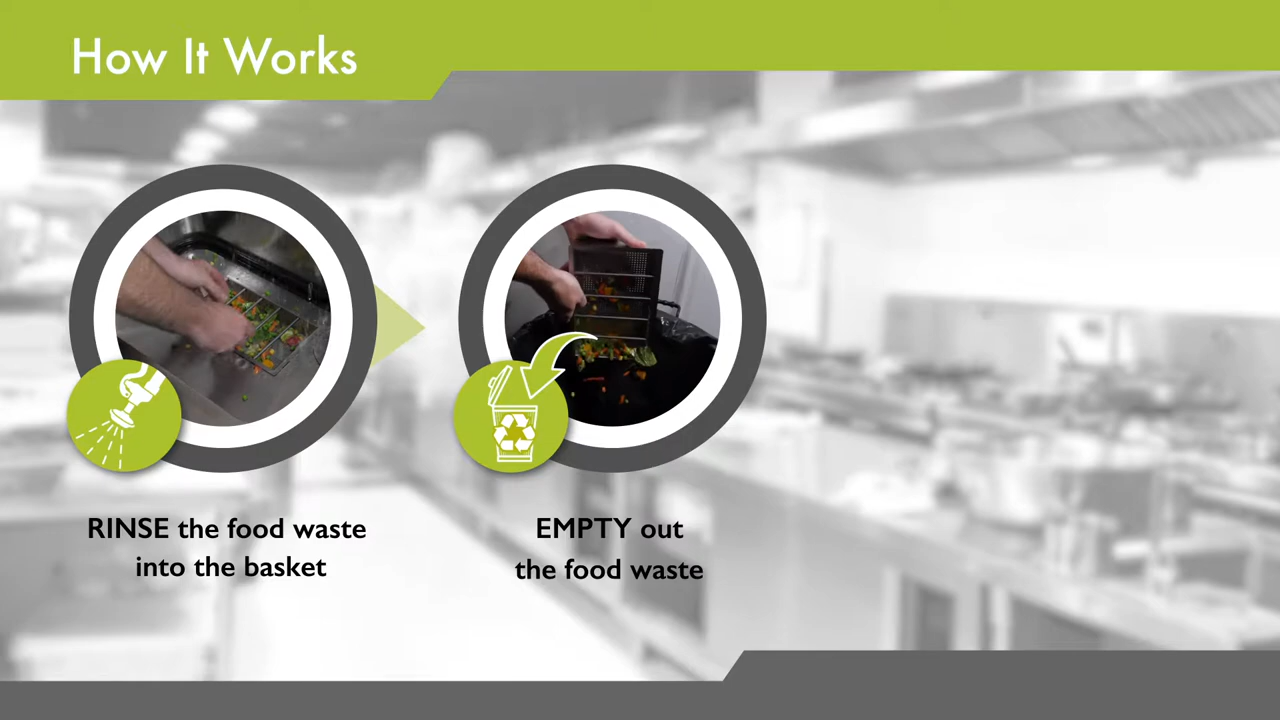 How It Works
RINSE the food waste
into the basket
EMPTY out
the food waste